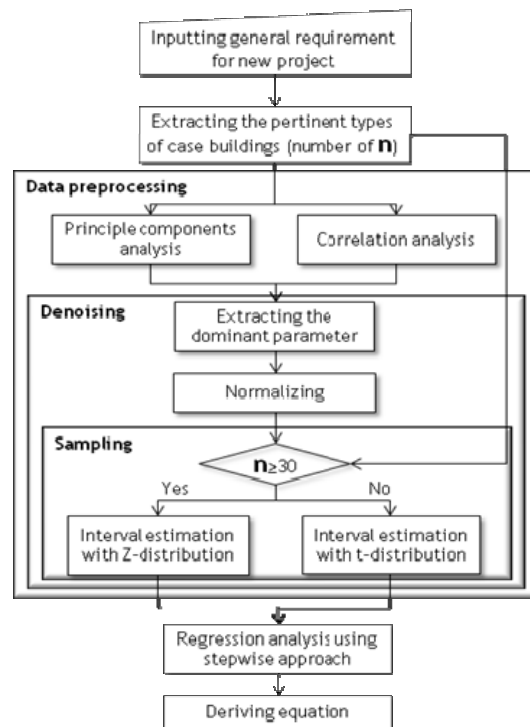 Inputting general requirement
for new project
Extracting the pertinent types
of case buildings (number of n)
Data preprocessing
Principle components
analysis
Correlation analysis
Denoising
Extracting the
dominant parameter
Normalizing
Sampling
n≥30
Yes
No
Interval estimation
with Z-distribution
Interval estimation
with t-distribution
Regression analysis using
stepwise approach
Deriving equation